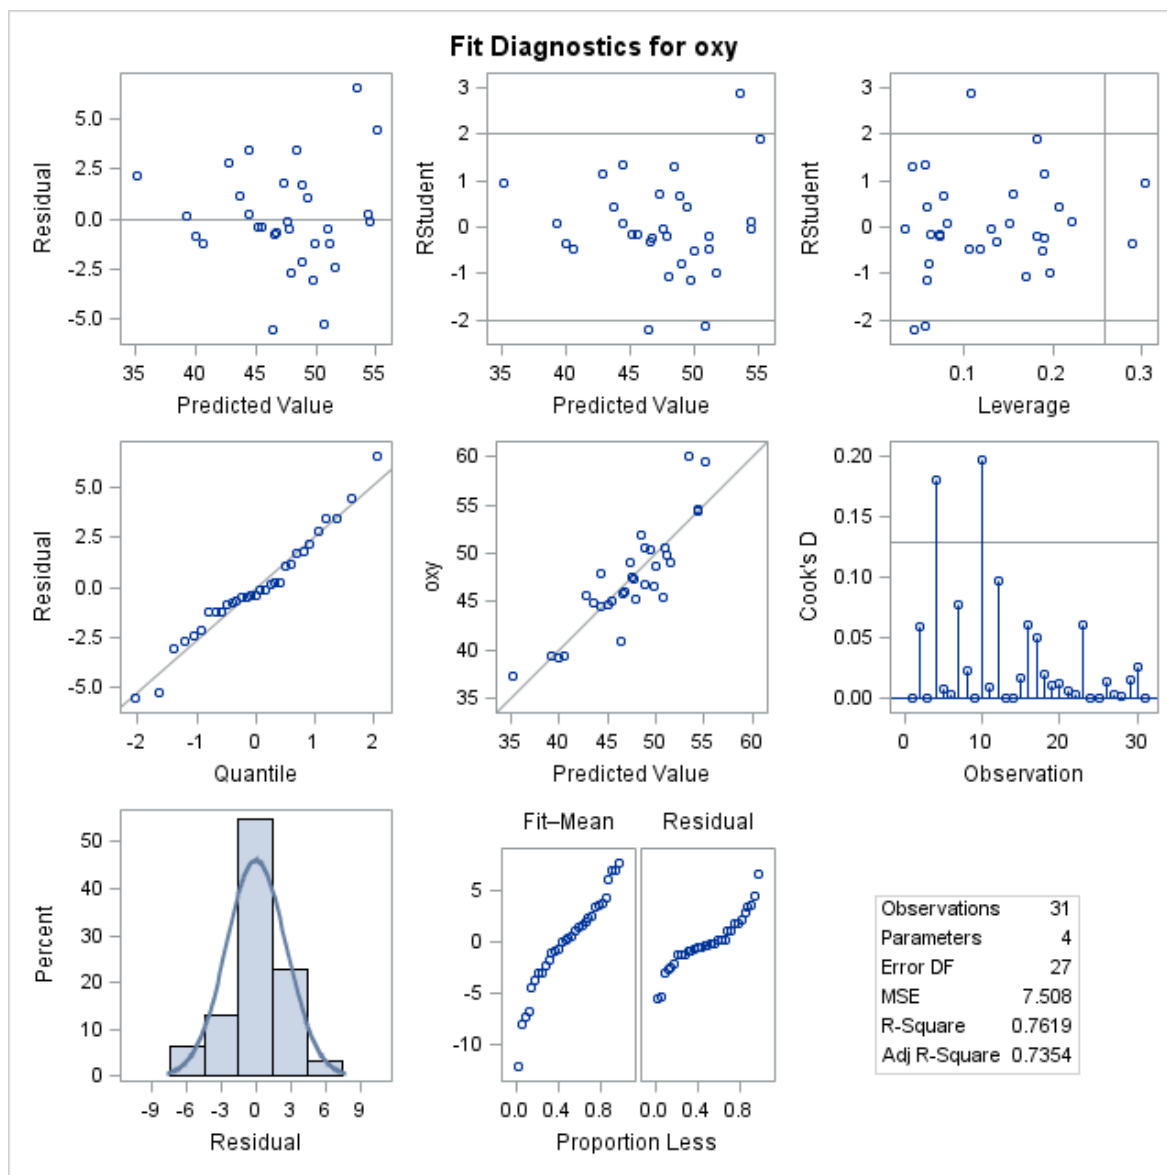 Fit Diagnostics for oxy
Residual
5.0
2.5
0.0
-2.5
-5.0
35 40 45 50 55
Predicted Value
RStudent
3
2
1
0
-1
-2
35 40 45 50 55
Predicted Value
RStudent
3
2
1
0
-1
-2
0.1 0.2 0.3
Leverage
Residual
5.0
2.5
0.0
-2.5
-5.0
-2 -1 0 1 2
Quantile
oxy
60
55
50
45
40
35
35 40 45 50 55 60
Predicted Value
Cook's D
0.20
0.15
0.10
0.05
0.00
0 10 20 30
Observation
Percent
50
40
30
20
10
0
-9 -6 -3 0 3 6 9
Residual
Fit–Mean Residual
5
0
-5
-10
0.0 0.4 0.8 0.0 0.4 0.8
Proportion Less
Observations 31
Parameters 4
Error DF 27
MSE 7.508
R-Square 0.7619
Adj R-Square 0.7354